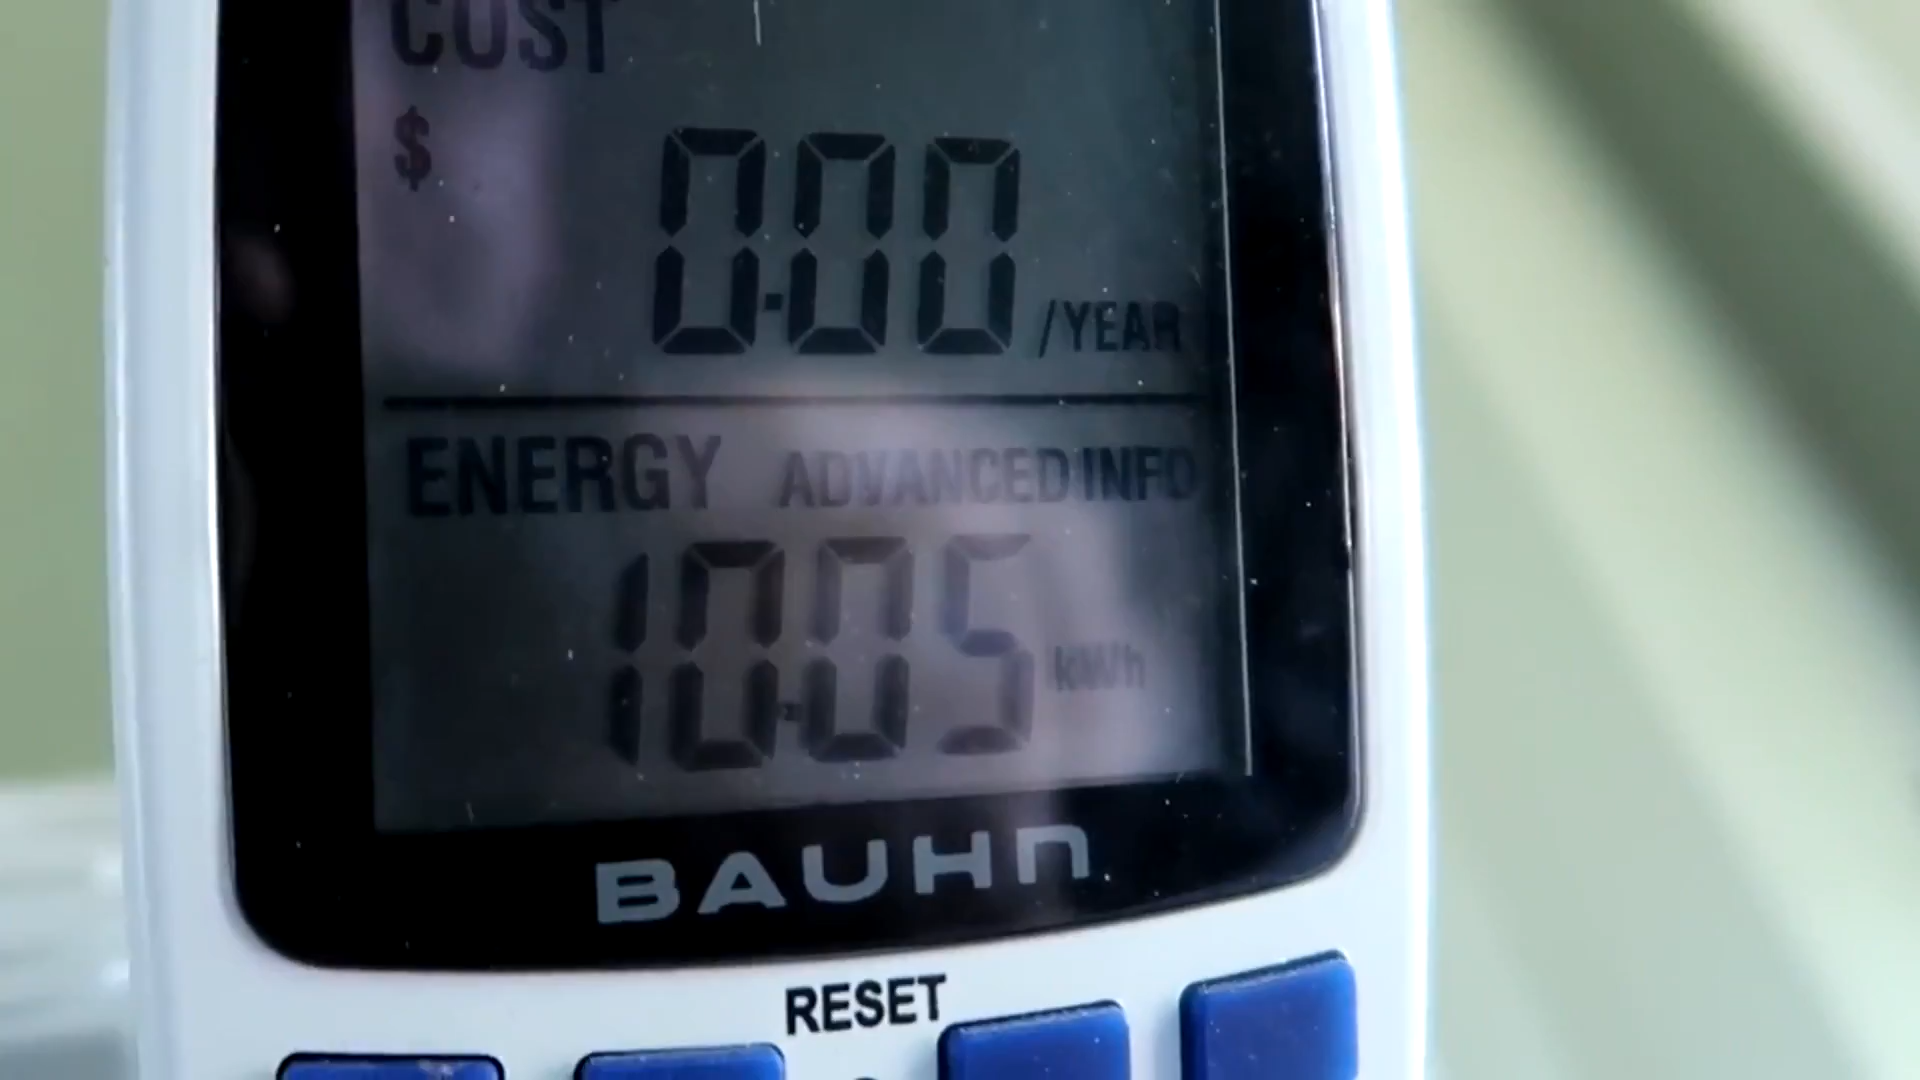 COST
$ 0.00 /YEAR
ENERGY ADVANCED INFO
10.05 kWh
BAUHN
RESET